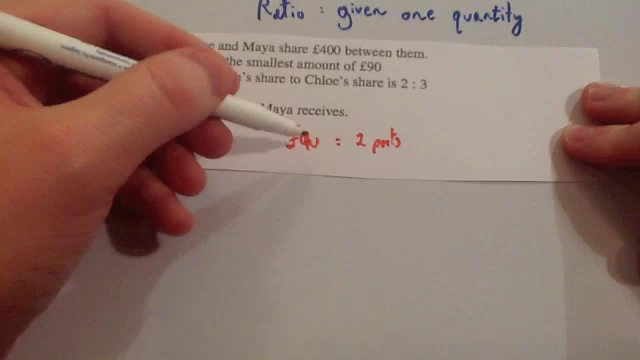 Ratio : given one quantity
and Maya share £400 between them.
the smallest amount of £90
share to Chloe's share is 2 : 3
Maya receives.
= 2 parts